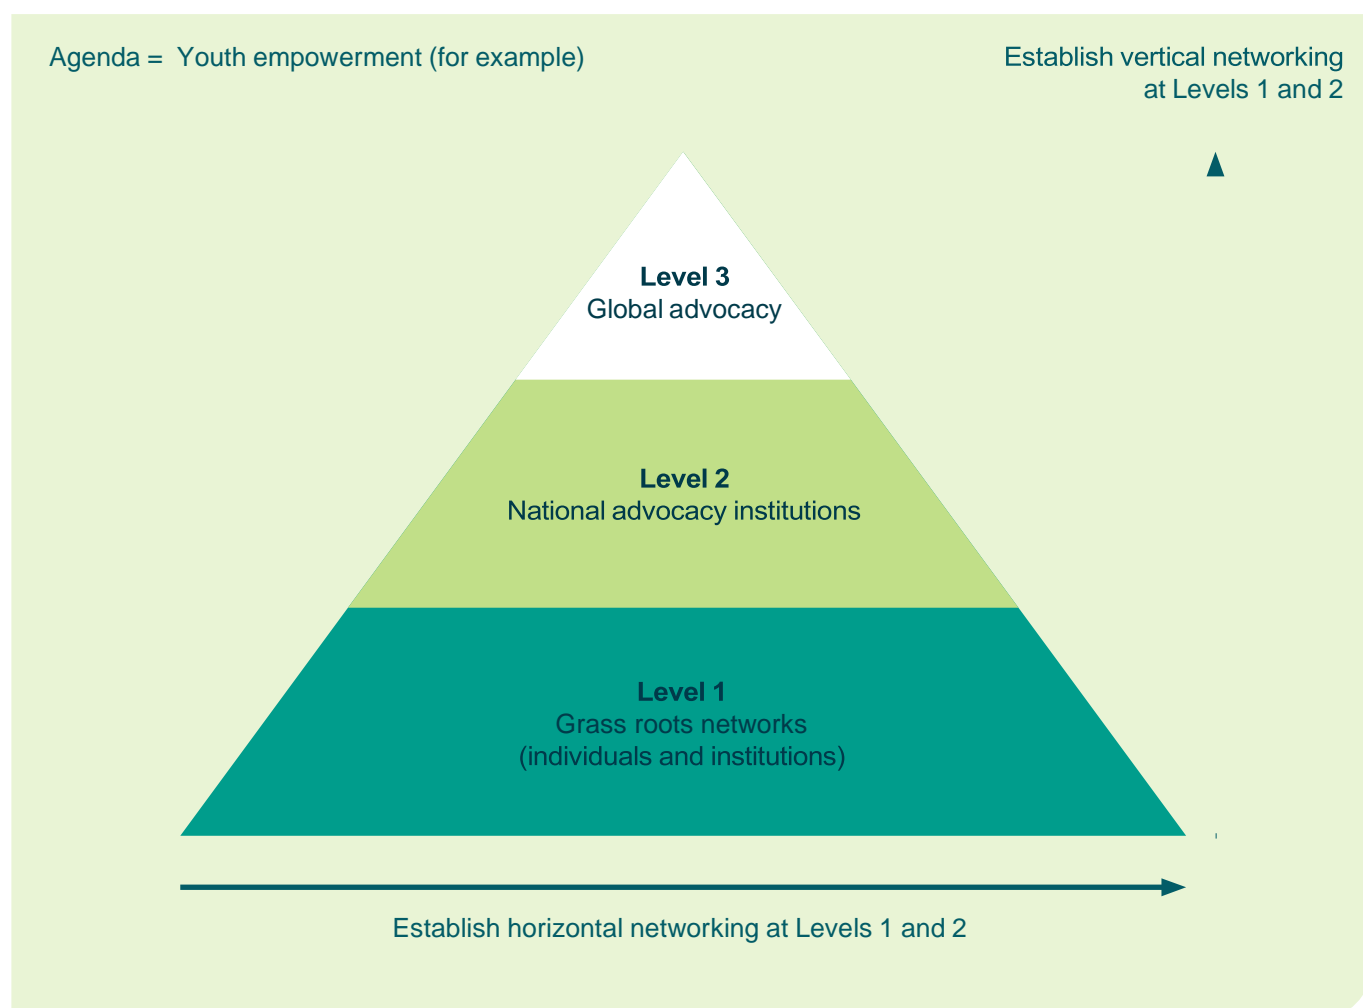 Agenda = Youth empowerment (for example)
Establish vertical networking
at Levels 1 and 2
Level 3
Global advocacy
Level 2
National advocacy institutions
Level 1
Grass roots networks
(individuals and institutions)
Establish horizontal networking at Levels 1 and 2